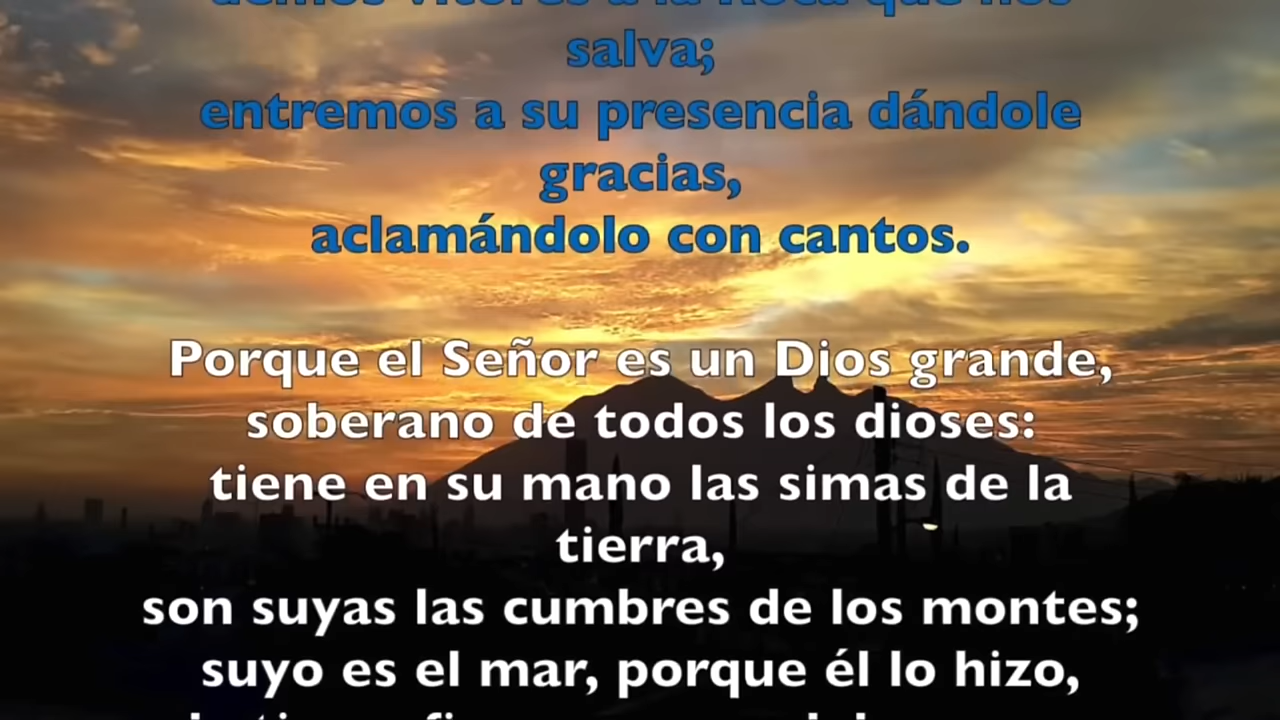 demos vítores a la Roca que nos
salva;
entremos a su presencia dándole
gracias,
aclamándolo con cantos.
Porque el Señor es un Dios grande,
soberano de todos los dioses:
tiene en su mano las simas de la
tierra,
son suyas las cumbres de los montes;
suyo es el mar, porque él lo hizo,